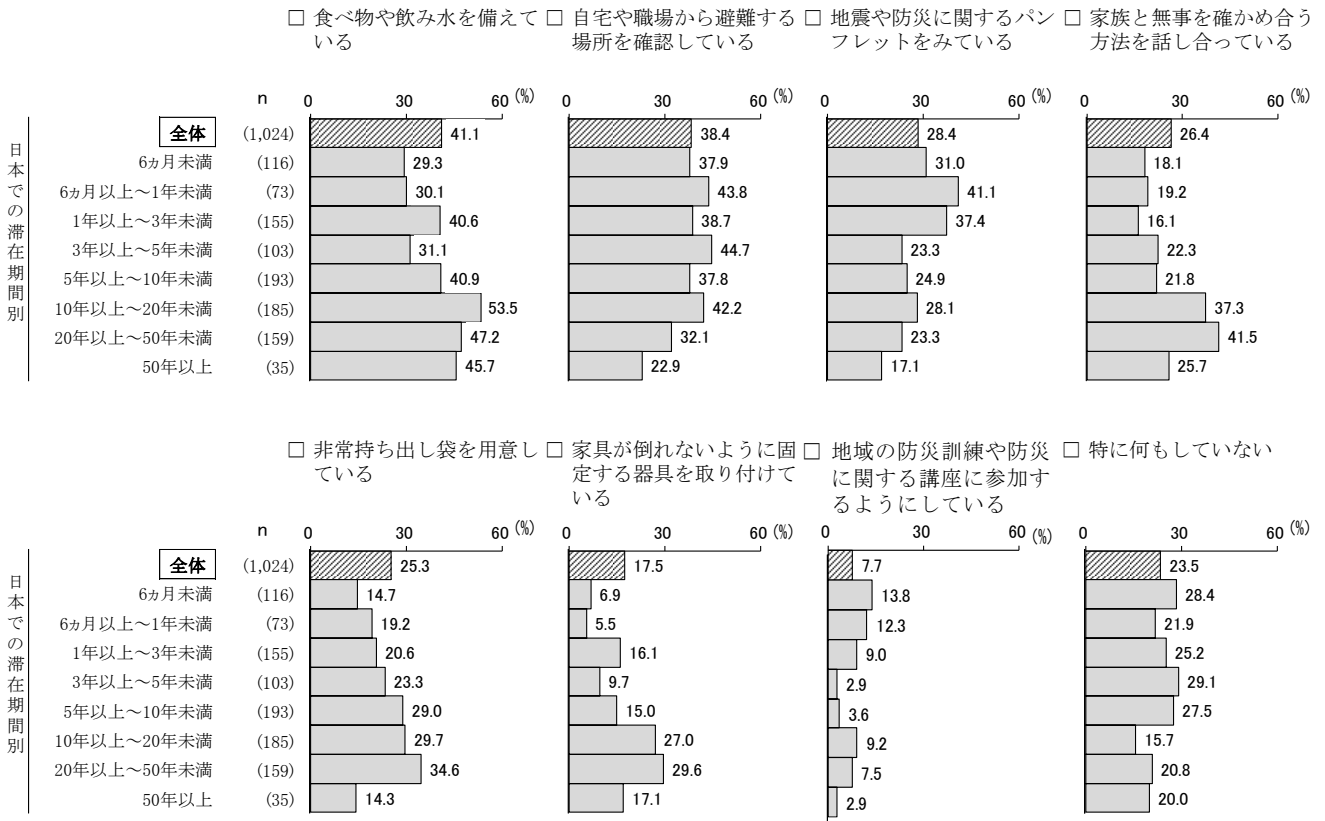 □ 食べ物や飲み水を備えて
いる
□ 自宅や職場から避難する
場所を確認している
□ 地震や防災に関するパン
フレットをみている
□ 家族と無事を確かめ合う
方法を話し合っている
n 0 30 60 (%) 0 30 60 (%) 0 30 60 (%) 0 30 60 (%)
日本での滞在期間別
全体 (1,024) 41.1 38.4 28.4 26.4
6ヵ月未満 (116) 29.3 37.9 31.0 18.1
6ヵ月以上～1年未満 (73) 30.1 43.8 41.1 19.2
1年以上～3年未満 (155) 40.6 38.7 37.4 16.1
3年以上～5年未満 (103) 31.1 44.7 23.3 22.3
5年以上～10年未満 (193) 40.9 37.8 24.9 21.8
10年以上～20年未満 (185) 53.5 42.2 28.1 37.3
20年以上～50年未満 (159) 47.2 32.1 23.3 41.5
50年以上 (35) 45.7 22.9 17.1 25.7
□ 非常持ち出し袋を用意し
ている
□ 家具が倒れないように固
定する器具を取り付けて
いる
□ 地域の防災訓練や防災
に関する講座に参加す
るようにしている
□ 特に何もしていない
n 0 30 60 (%) 0 30 60 (%) 0 30 60 (%) 0 30 60 (%)
日本での滞在期間別
全体 (1,024) 25.3 17.5 7.7 23.5
6ヵ月未満 (116) 14.7 6.9 13.8 28.4
6ヵ月以上～1年未満 (73) 19.2 5.5 12.3 21.9
1年以上～3年未満 (155) 20.6 16.1 9.0 25.2
3年以上～5年未満 (103) 23.3 9.7 2.9 29.1
5年以上～10年未満 (193) 29.0 15.0 3.6 27.5
10年以上～20年未満 (185) 29.7 27.0 9.2 15.7
20年以上～50年未満 (159) 34.6 29.6 7.5 20.8
50年以上 (35) 14.3 17.1 2.9 20.0